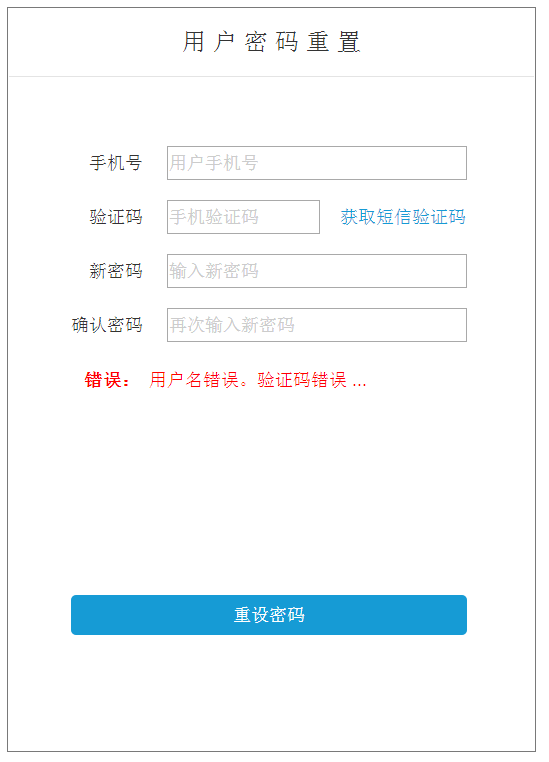 用户密码重置
手机号 用户手机号
验证码 手机验证码 获取短信验证码
新密码 输入新密码
确认密码 再次输入新密码
错误： 用户名错误。验证码错误 ...
重设密码